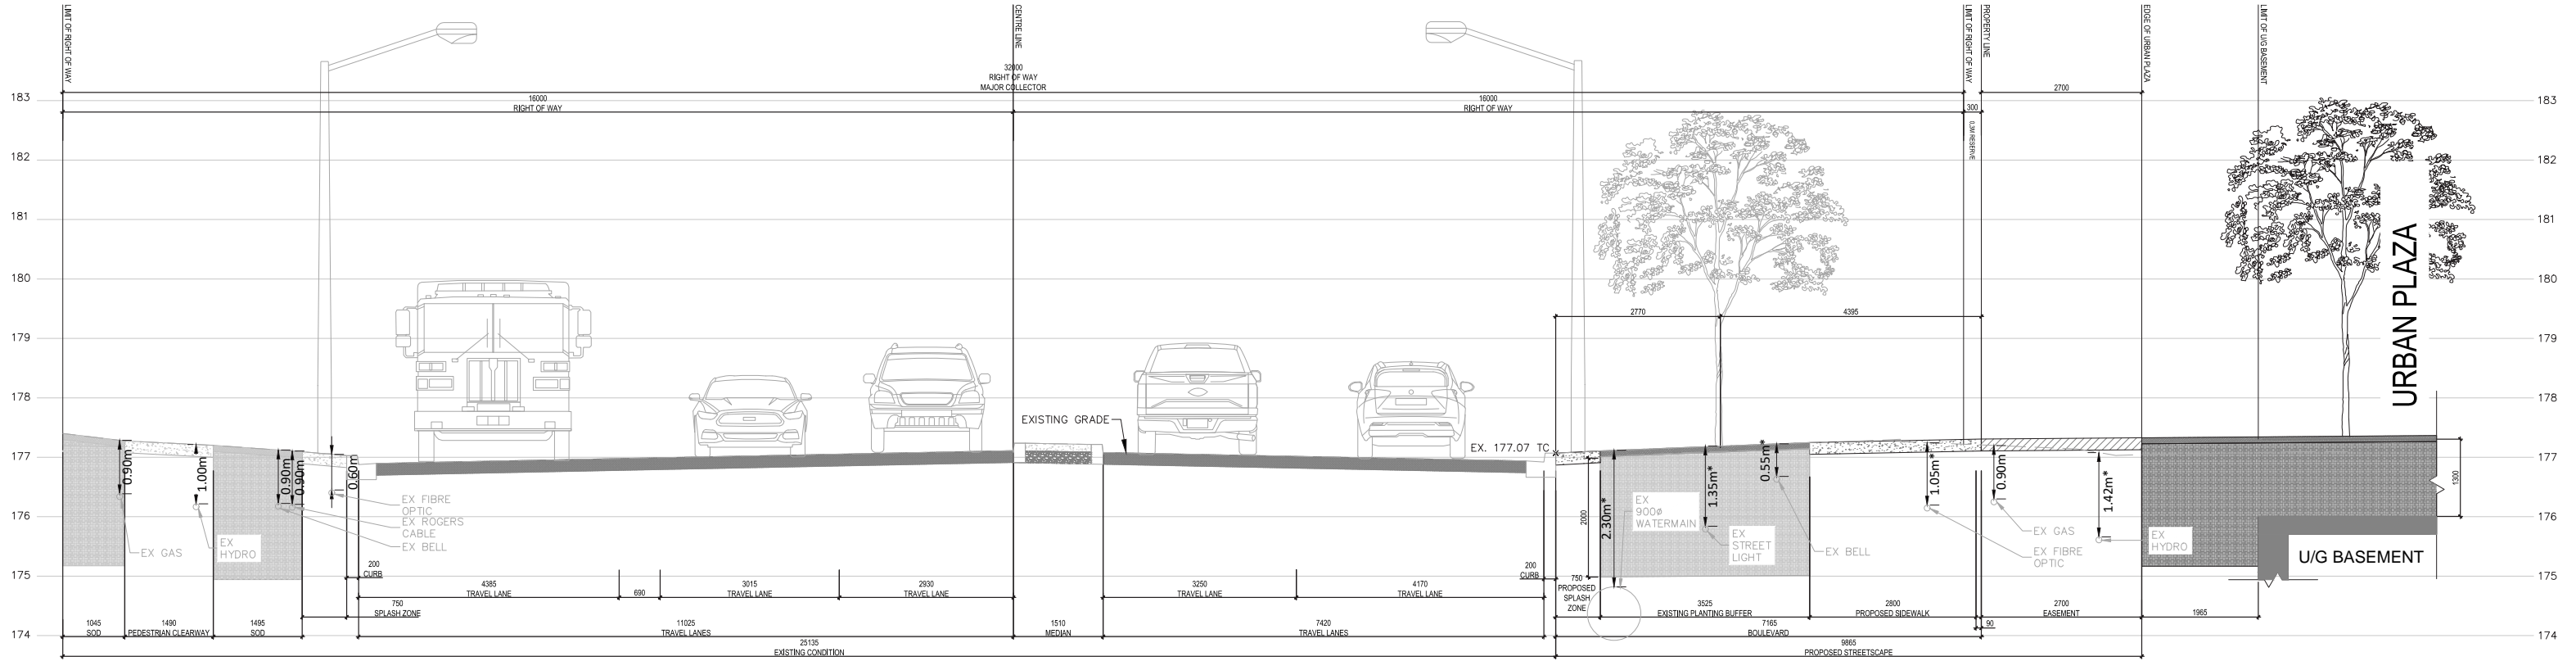 LIMIT OF RIGHT OF WAY
CENTRE LINE
LIMIT OF RIGHT OF WAY
PROPERTY LINE
EDGE OF URBAN PLAZA
LIMIT OF U/G BASEMENT
32000
RIGHT OF WAY
MAJOR COLLECTOR
16000
RIGHT OF WAY
16000
RIGHT OF WAY
300
2700
0.3M RESERVE
183
183
182
182
181
181
180
180
179
179
178
178
177
177
176
176
175
175
174
174
2770
4395
URBAN PLAZA
EXISTING GRADE
EX. 177.07 TC
0.90m
1.00m
0.90m
0.90m
0.60m
EX GAS
EX
HYDRO
EX FIBRE
OPTIC
EX ROGERS
CABLE
EX BELL
2000
2.30m*
EX
900ø
WATERMAIN
1.35m*
EX
STREET
LIGHT
0.55m*
EX BELL
1.05m*
0.90m
1.42m*
EX GAS
EX FIBRE
OPTIC
EX
HYDRO
1300
U/G BASEMENT
200
CURB
4385
TRAVEL LANE
690
3015
TRAVEL LANE
2930
TRAVEL LANE
3250
TRAVEL LANE
4170
TRAVEL LANE
200
CURB
750
PROPOSED
SPLASH
ZONE
750
SPLASH ZONE
3525
EXISTING PLANTING BUFFER
2800
PROPOSED SIDEWALK
90
2700
EASEMENT
1965
1045
SOD
1490
PEDESTRIAN CLEARWAY
1495
SOD
11025
TRAVEL LANES
1510
MEDIAN
7420
TRAVEL LANES
7165
BOULEVARD
25135
EXISTING CONDITION
9865
PROPOSED STREETSCAPE